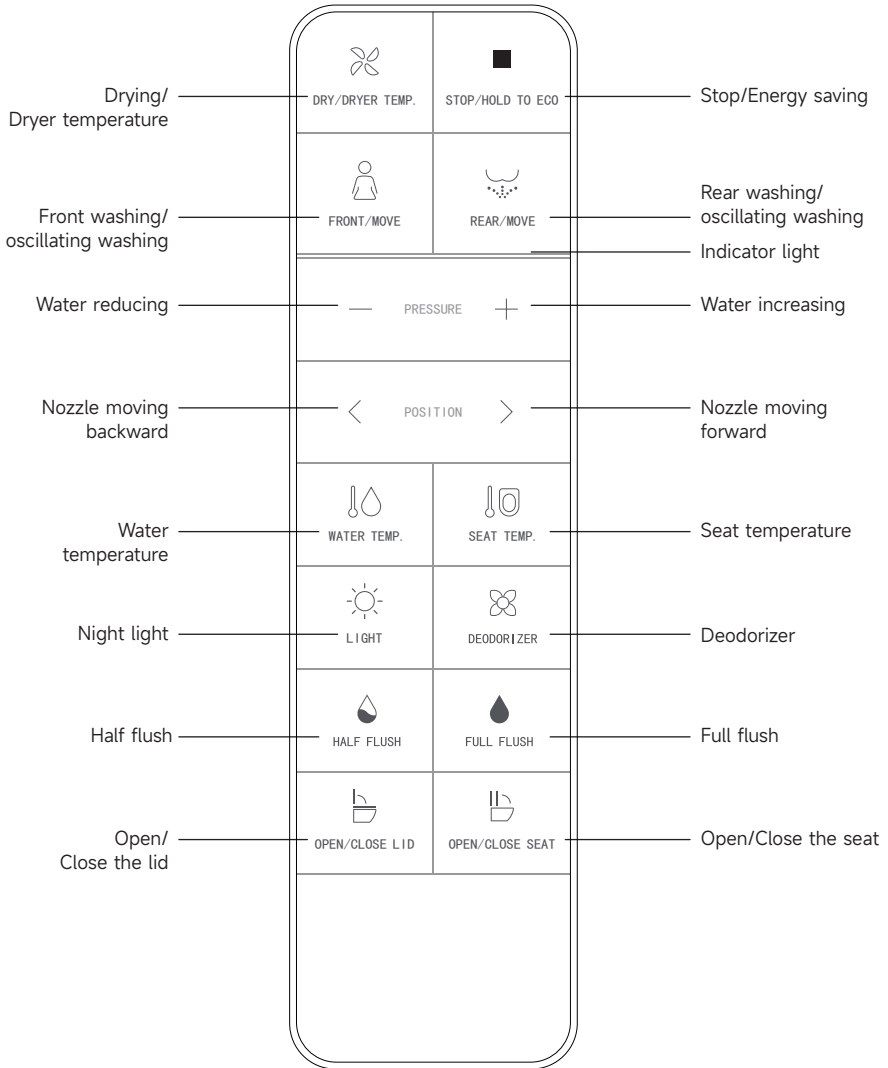 Drying/
Dryer temperature
DRY/DRYER TEMP.
STOP/HOLD TO ECO
Stop/Energy saving
Front washing/
oscillating washing
FRONT/MOVE
REAR/MOVE
Rear washing/
oscillating washing
Indicator light
Water reducing
PRESSURE
Water increasing
Nozzle moving
backward
POSITION
Nozzle moving
forward
Water
temperature
WATER TEMP.
SEAT TEMP.
Seat temperature
Night light
LIGHT
DEODORIZER
Deodorizer
Half flush
HALF FLUSH
FULL FLUSH
Full flush
Open/
Close the lid
OPEN/CLOSE LID
OPEN/CLOSE SEAT
Open/Close the seat